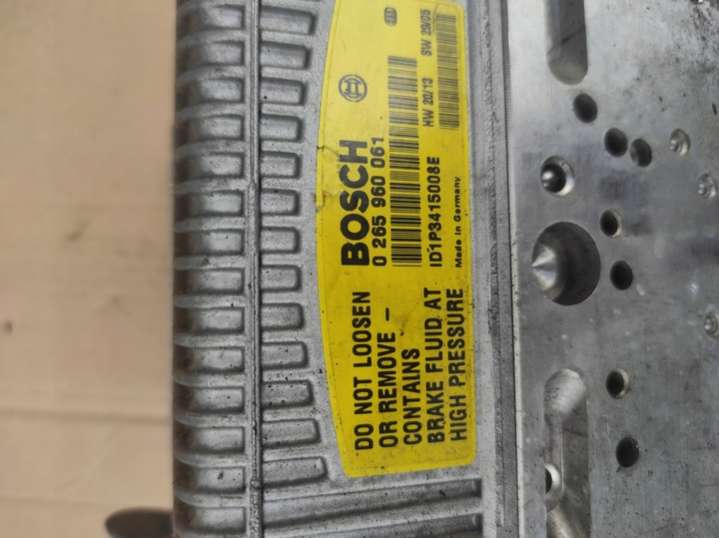 BOSCH
0 265 960 061
HW 20/13 SW 29/05
ID1P3415008E
Made in Germany
DO NOT LOOSEN
OR REMOVE –
CONTAINS
BRAKE FLUID AT
HIGH PRESSURE